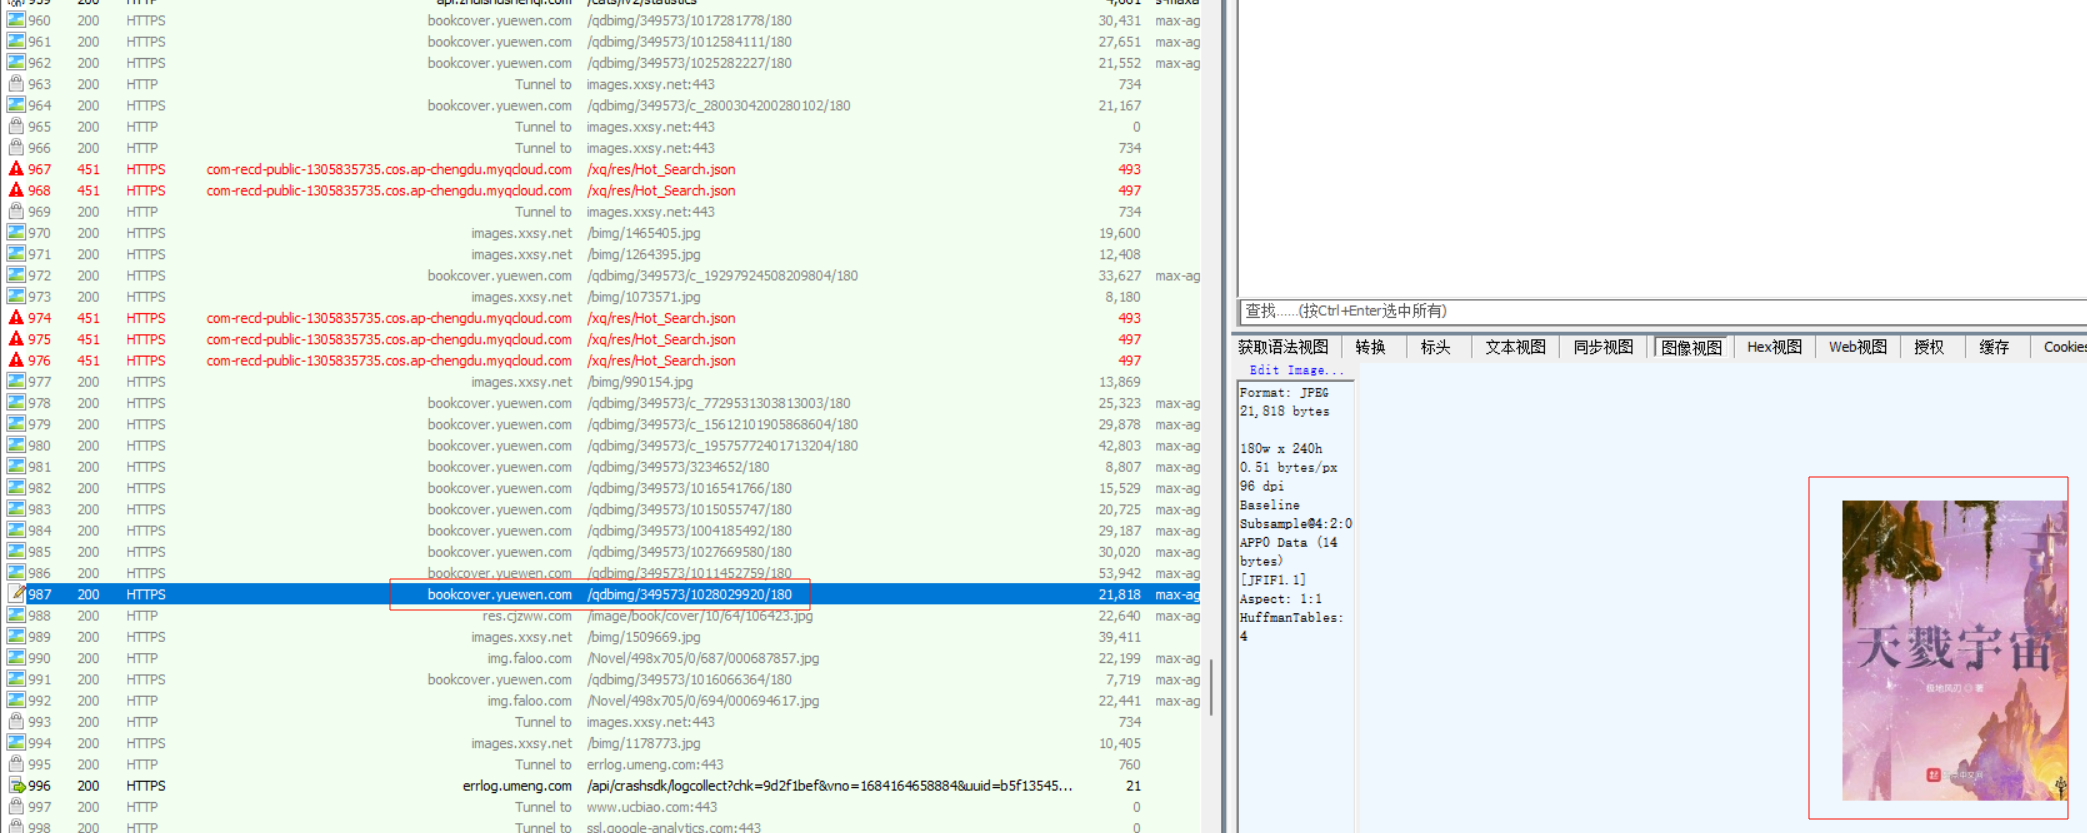 959 200 HTTP api.zhuishushenqi.com /cats/lv2/statistics 4,661 s-maxa
960 200 HTTPS bookcover.yuewen.com /qdbimg/349573/1017281778/180 30,431 max-ag
961 200 HTTPS bookcover.yuewen.com /qdbimg/349573/1012584111/180 27,651 max-ag
962 200 HTTPS bookcover.yuewen.com /qdbimg/349573/1025282227/180 21,552 max-ag
963 200 HTTP Tunnel to images.xxsy.net:443 734
964 200 HTTPS bookcover.yuewen.com /qdbimg/349573/c_2800304200280102/180 21,167
965 200 HTTP Tunnel to images.xxsy.net:443 0
966 200 HTTP Tunnel to images.xxsy.net:443 734
967 451 HTTPS com-recd-public-1305835735.cos.ap-chengdu.myqcloud.com /xq/res/Hot_Search.json 493
968 451 HTTPS com-recd-public-1305835735.cos.ap-chengdu.myqcloud.com /xq/res/Hot_Search.json 497
969 200 HTTP Tunnel to images.xxsy.net:443 734
970 200 HTTPS images.xxsy.net /bimg/1465405.jpg 19,600
971 200 HTTPS images.xxsy.net /bimg/1264395.jpg 12,408
972 200 HTTPS bookcover.yuewen.com /qdbimg/349573/c_19297924508209804/180 33,627 max-ag
973 200 HTTPS images.xxsy.net /bimg/1073571.jpg 8,180
974 451 HTTPS com-recd-public-1305835735.cos.ap-chengdu.myqcloud.com /xq/res/Hot_Search.json 493
975 451 HTTPS com-recd-public-1305835735.cos.ap-chengdu.myqcloud.com /xq/res/Hot_Search.json 497
976 451 HTTPS com-recd-public-1305835735.cos.ap-chengdu.myqcloud.com /xq/res/Hot_Search.json 497
977 200 HTTPS images.xxsy.net /bimg/990154.jpg 13,869
978 200 HTTPS bookcover.yuewen.com /qdbimg/349573/c_7729531303813003/180 25,323 max-ag
979 200 HTTPS bookcover.yuewen.com /qdbimg/349573/c_15612101905868604/180 29,878 max-ag
980 200 HTTPS bookcover.yuewen.com /qdbimg/349573/c_19575772401713204/180 42,803 max-ag
981 200 HTTPS bookcover.yuewen.com /qdbimg/349573/3234652/180 8,807 max-ag
982 200 HTTPS bookcover.yuewen.com /qdbimg/349573/1016541766/180 15,529 max-ag
983 200 HTTPS bookcover.yuewen.com /qdbimg/349573/1015055747/180 20,725 max-ag
984 200 HTTPS bookcover.yuewen.com /qdbimg/349573/1004185492/180 29,187 max-ag
985 200 HTTPS bookcover.yuewen.com /qdbimg/349573/1027669580/180 30,020 max-ag
986 200 HTTPS bookcover.yuewen.com /qdbimg/349573/1011452759/180 53,942 max-ag
987 200 HTTPS bookcover.yuewen.com /qdbimg/349573/1028029920/180 21,818 max-ag
988 200 HTTP res.cjzww.com /image/book/cover/10/64/106423.jpg 22,640 max-ag
989 200 HTTPS images.xxsy.net /bimg/1509669.jpg 39,411
990 200 HTTP img.faloo.com /Novel/498x705/0/687/000687857.jpg 22,199 max-ag
991 200 HTTPS bookcover.yuewen.com /qdbimg/349573/1016066364/180 7,719 max-ag
992 200 HTTP img.faloo.com /Novel/498x705/0/694/000694617.jpg 22,441 max-ag
993 200 HTTP Tunnel to images.xxsy.net:443 734
994 200 HTTPS images.xxsy.net /bimg/1178773.jpg 10,405
995 200 HTTP Tunnel to errlog.umeng.com:443 760
996 200 HTTPS errlog.umeng.com /api/crashsdk/logcollect?chk=9d2f1bef&vno=1684164658884&uuid=b5f13545... 21
997 200 HTTP Tunnel to www.ucbiao.com:443 0
998 200 HTTP Tunnel to ssl.google-analytics.com:443 0
查找......(按Ctrl+Enter选中所有)
获取语法视图 转换 标头 文本视图 同步视图 图像视图 Hex视图 Web视图 授权 缓存 Cookies
Edit Image...
Format: JPEG
21,818 bytes
180w x 240h
0.51 bytes/px
96 dpi
Baseline
Subsample@4:2:0
APP0 Data (14
bytes)
[JFIF1.1]
Aspect: 1:1
HuffmanTables:
4
天戮宇宙
极地风刃 ◎ 著